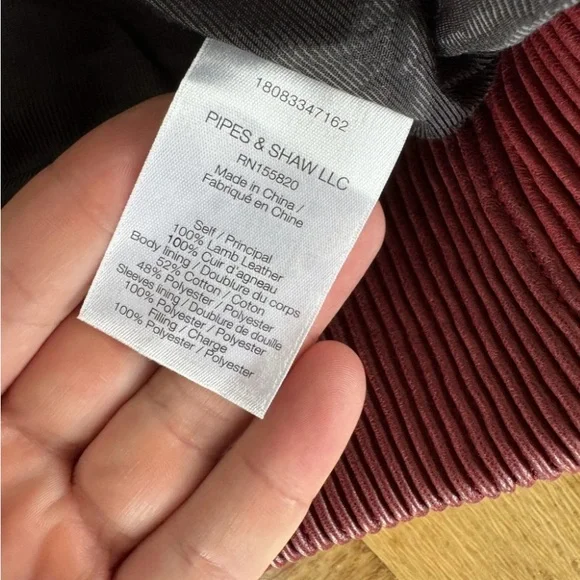 18083347162
PIPES & SHAW LLC
RN155820
Made in China /
Fabriqué en Chine
Self / Principal
100% Lamb Leather
100% Cuir d'agneau
Body lining / Doublure du corps
52% Cotton / Coton
48% Polyester / Polyester
Sleeves lining / Doublure de douille
100% Polyester / Polyester
Filling / Charge
100% Polyester / Polyester